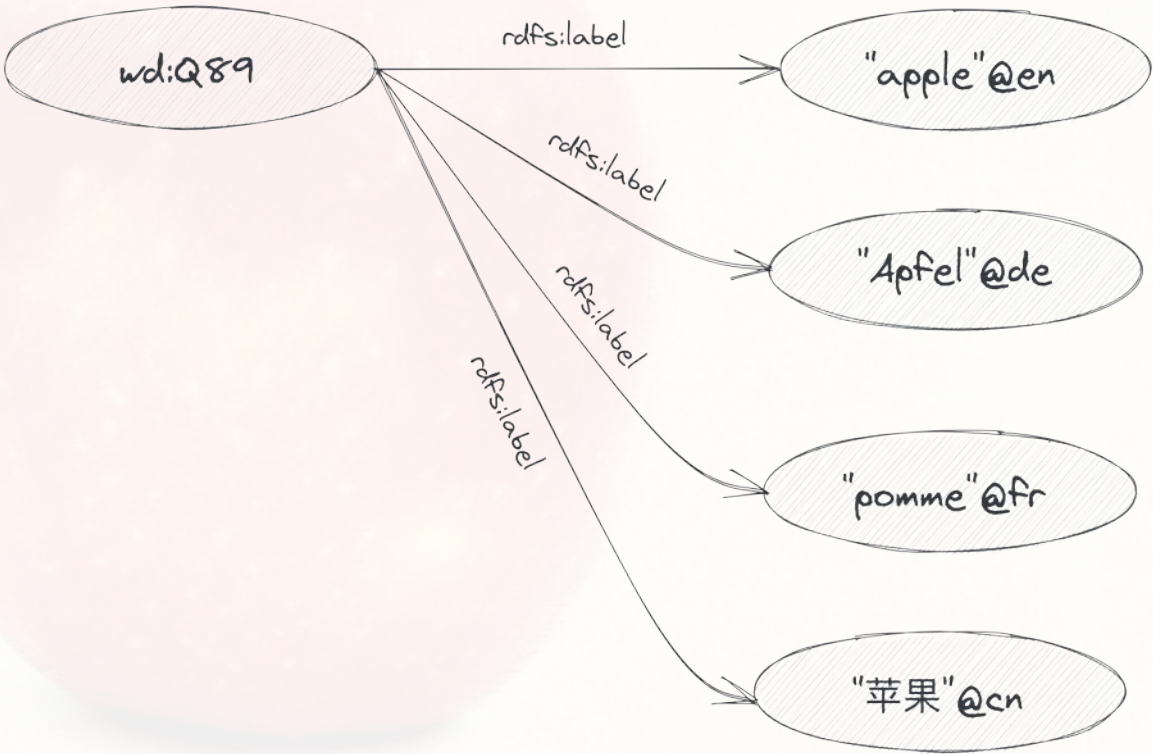 wd:Q89
rdfs:label
"apple"@en
rdfs:label
"Apfel"@de
rdfs:label
"pomme"@fr
rdfs:label
"苹果"@cn